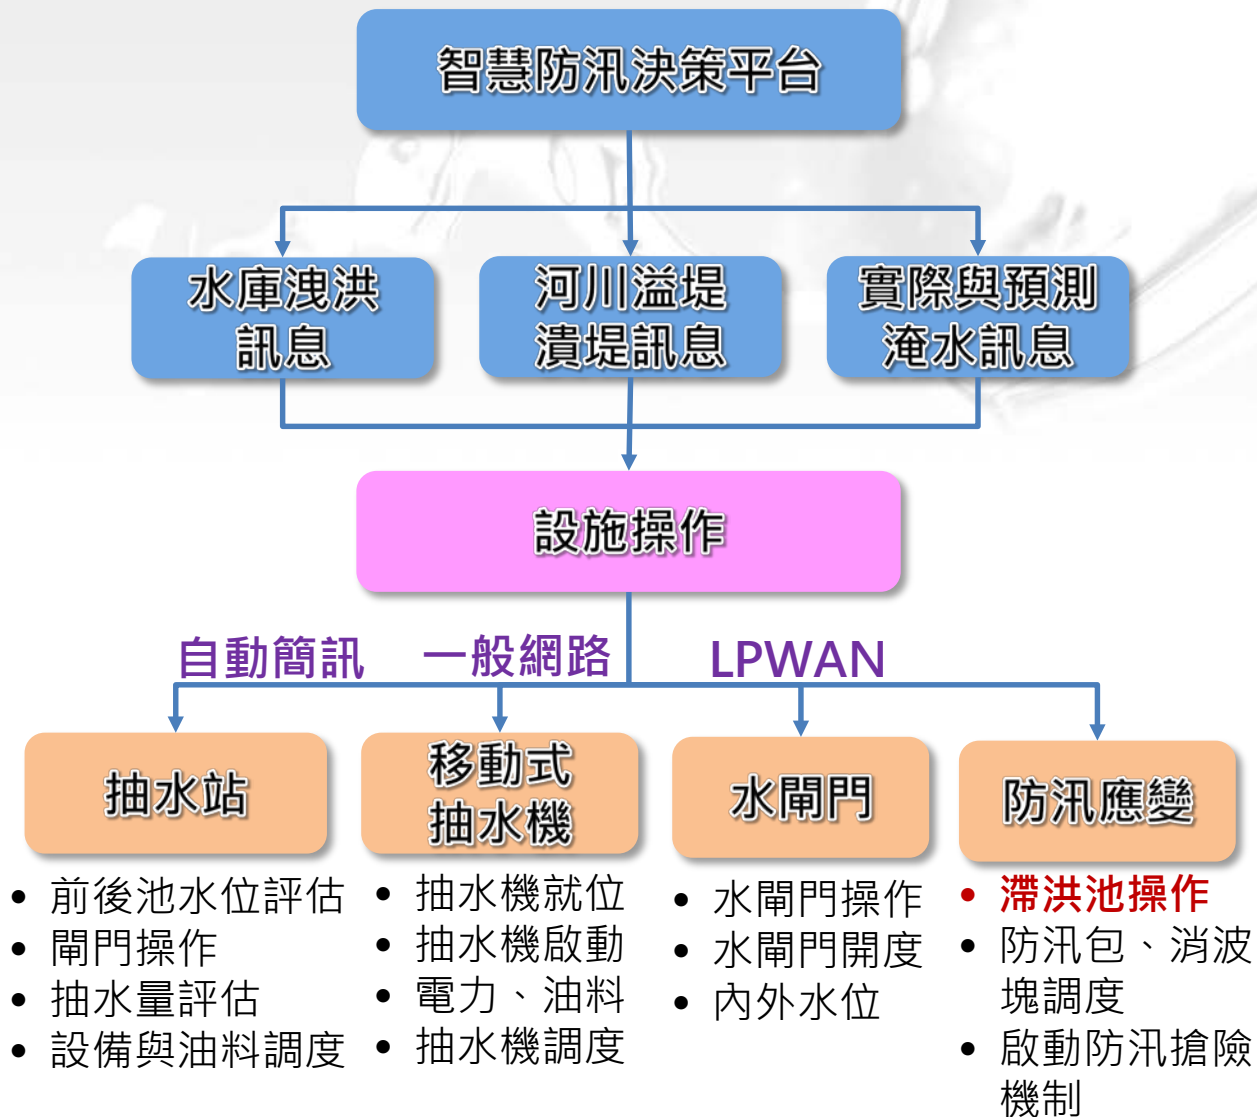 智慧防汛決策平台
水庫洩洪
訊息
河川溢堤
潰堤訊息
實際與預測
淹水訊息
設施操作
自動簡訊
一般網路
LPWAN
抽水站
• 前後池水位評估
• 閘門操作
• 抽水量評估
• 設備與油料調度
移動式
抽水機
• 抽水機就位
• 抽水機啟動
• 電力、油料
• 抽水機調度
水閘門
• 水閘門操作
• 水閘門開度
• 內外水位
防汛應變
• 滯洪池操作
• 防汛包、消波
塊調度
• 啟動防汛搶險
機制